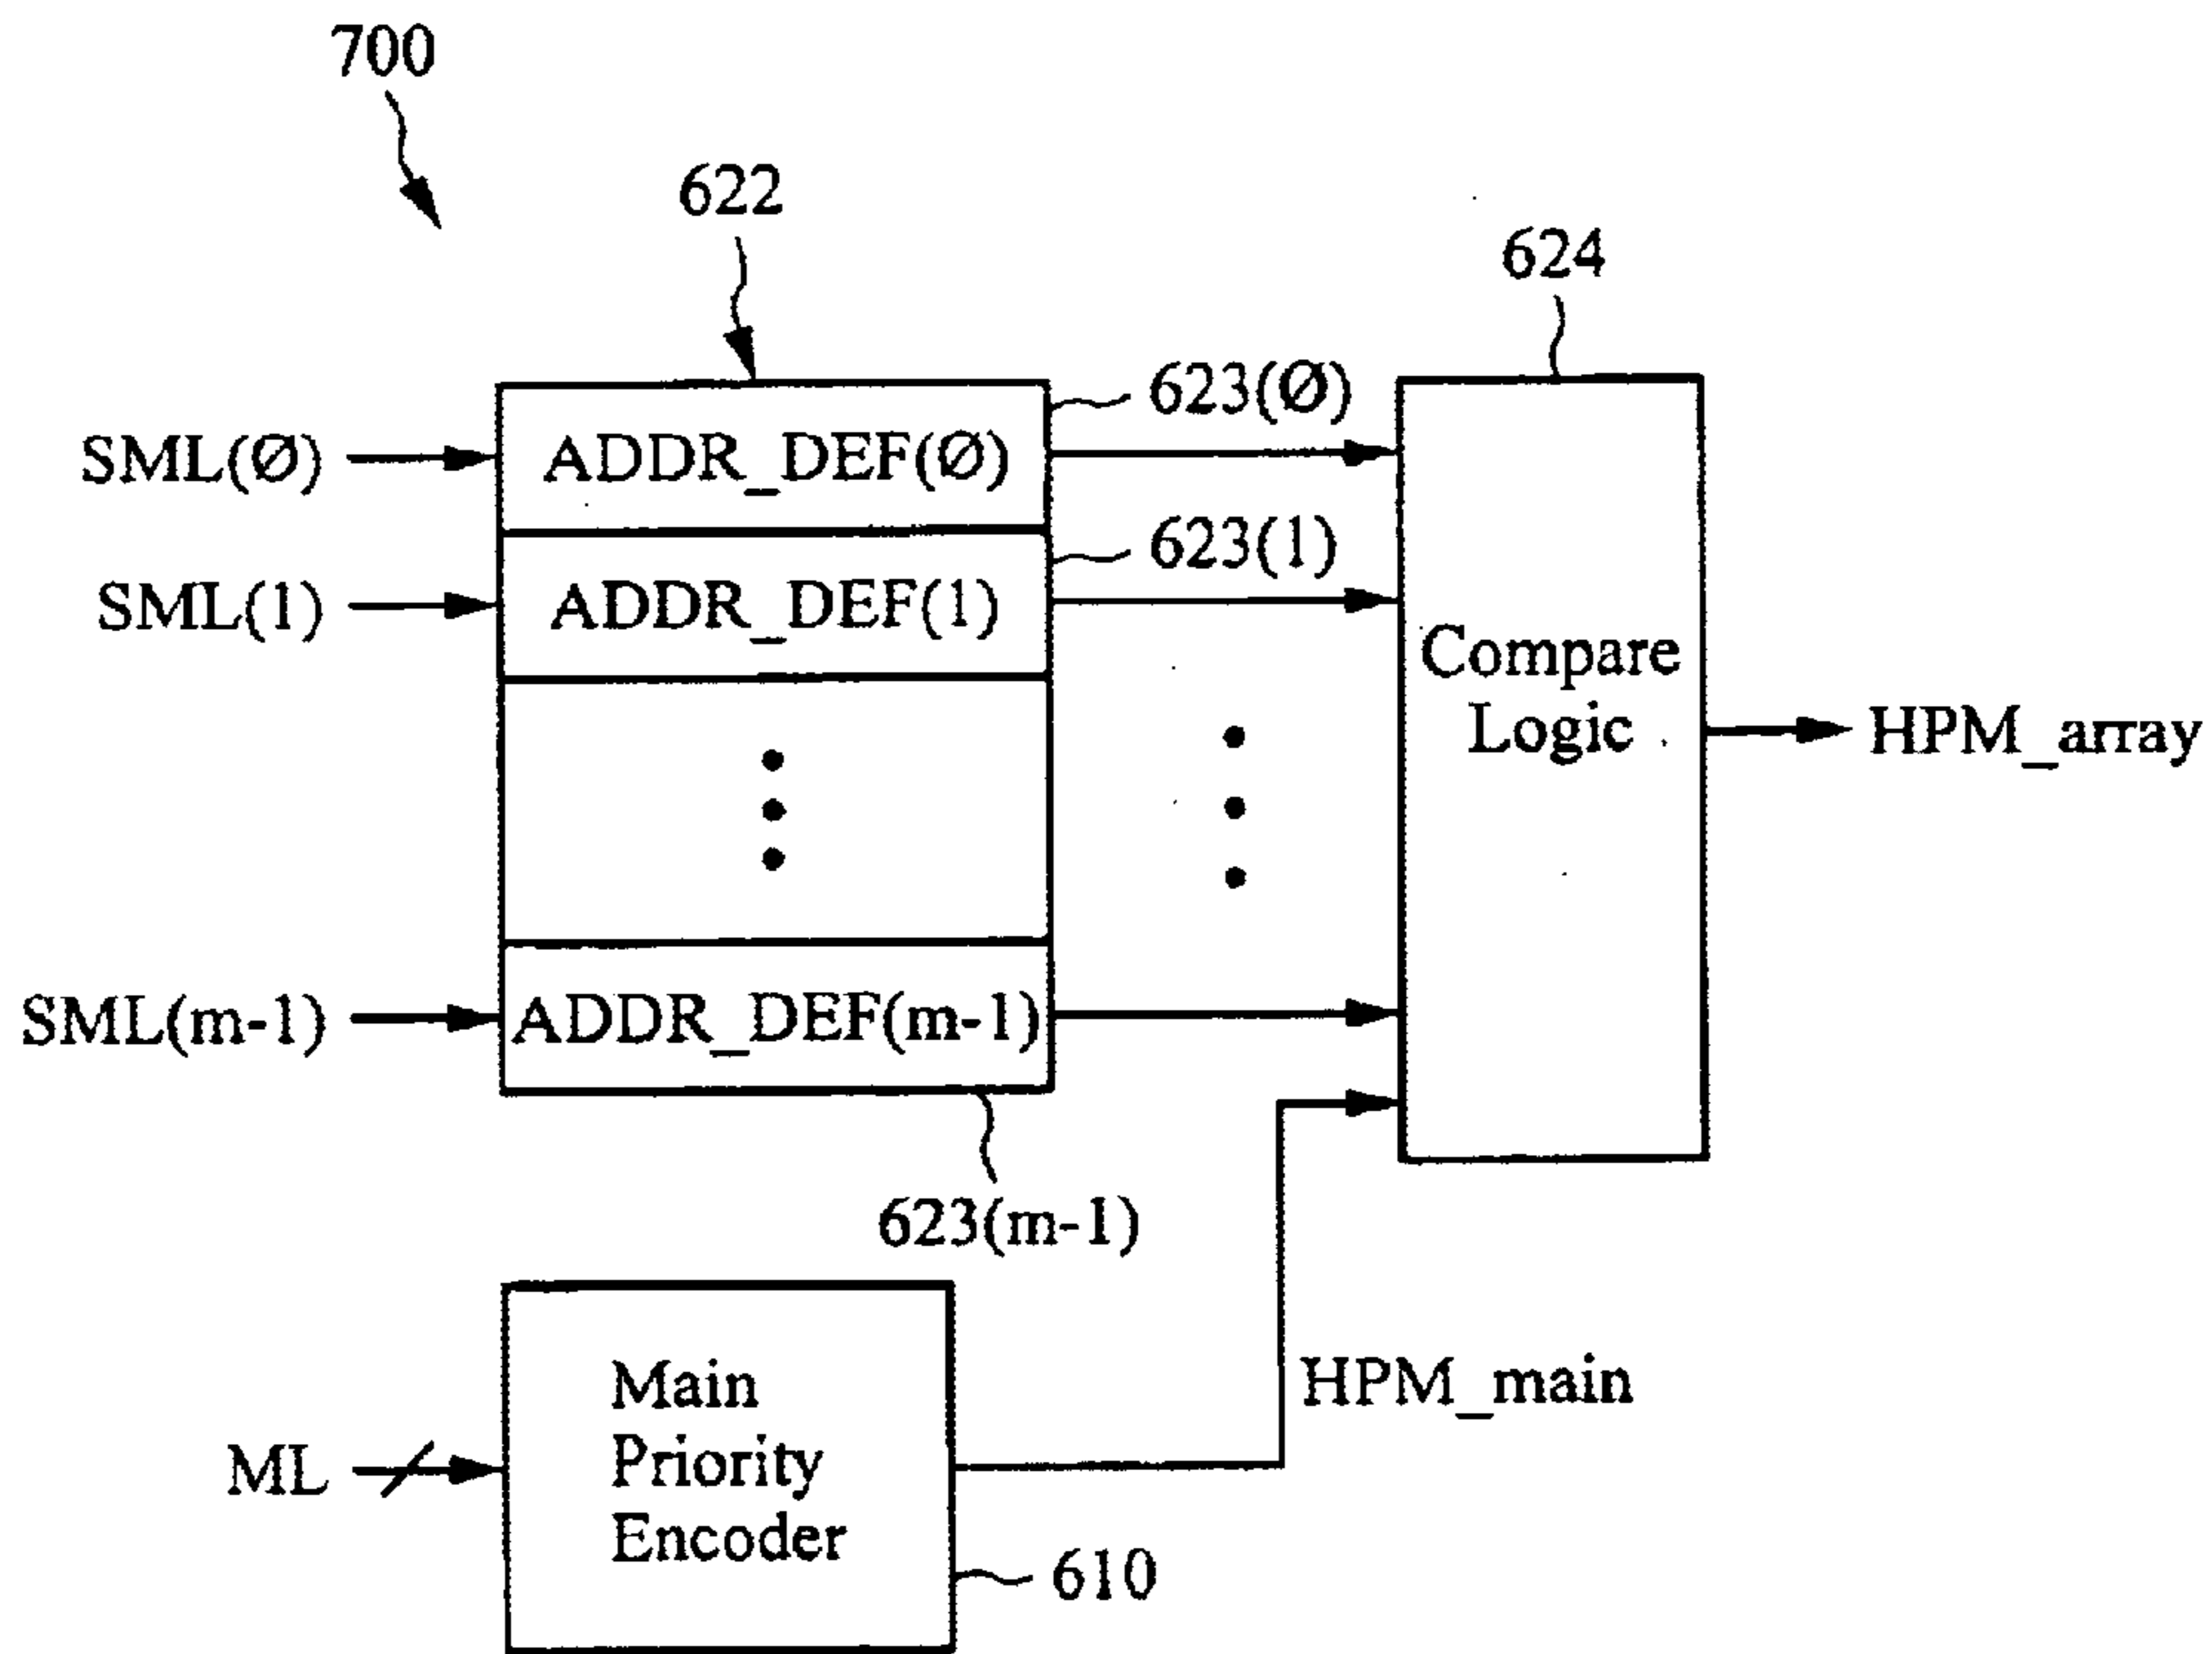 700
622
624
623(Ø)
SML(Ø)
ADDR_DEF(Ø)
623(1)
SML(1)
ADDR_DEF(1)
Compare
Logic
HPM_array
SML(m-1)
ADDR_DEF(m-1)
623(m-1)
HPM_main
Main
Priority
Encoder
ML
610